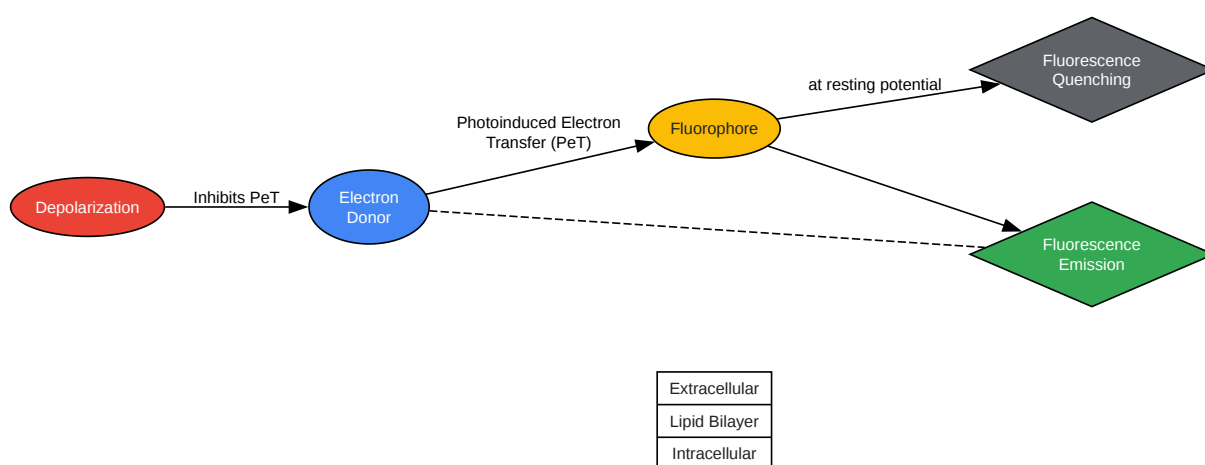 Depolarization
Inhibits PeT
Electron
Donor
Photoinduced Electron
Transfer (PeT)
Fluorophore
at resting potential
Fluorescence
Quenching
Fluorescence
Emission
Extracellular
Lipid Bilayer
Intracellular